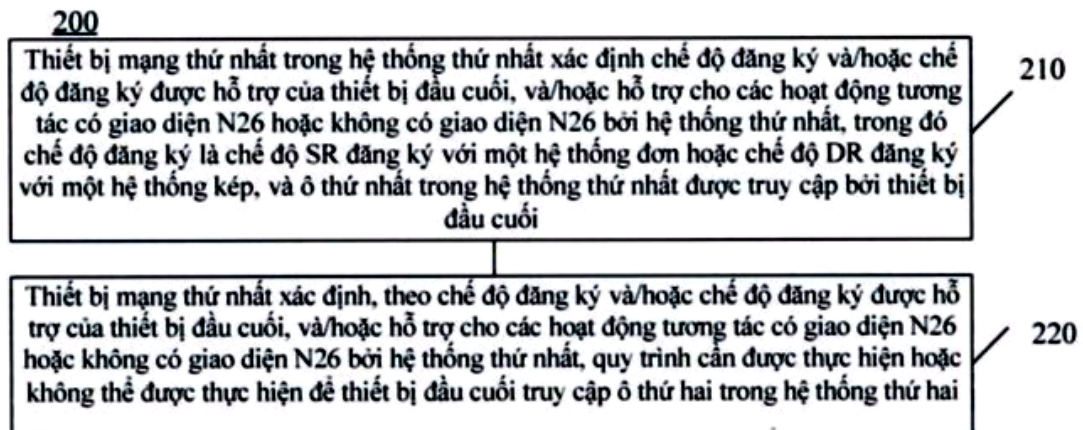 200
Thiết bị mạng thứ nhất trong hệ thống thứ nhất xác định chế độ đăng ký và/hoặc chế
độ đăng ký được hỗ trợ của thiết bị đầu cuối, và/hoặc hỗ trợ cho các hoạt động tương
tác có giao diện N26 hoặc không có giao diện N26 bởi hệ thống thứ nhất, trong đó
chế độ đăng ký là chế độ SR đăng ký với một hệ thống đơn hoặc chế độ DR đăng ký
với một hệ thống kép, và ô thứ nhất trong hệ thống thứ nhất được truy cập bởi thiết bị
đầu cuối
210
Thiết bị mạng thứ nhất xác định, theo chế độ đăng ký và/hoặc chế độ đăng ký được hỗ
trợ của thiết bị đầu cuối, và/hoặc hỗ trợ cho các hoạt động tương tác có giao diện N26
hoặc không có giao diện N26 bởi hệ thống thứ nhất, quy trình cần được thực hiện hoặc
không thể được thực hiện để thiết bị đầu cuối truy cập ô thứ hai trong hệ thống thứ hai
220